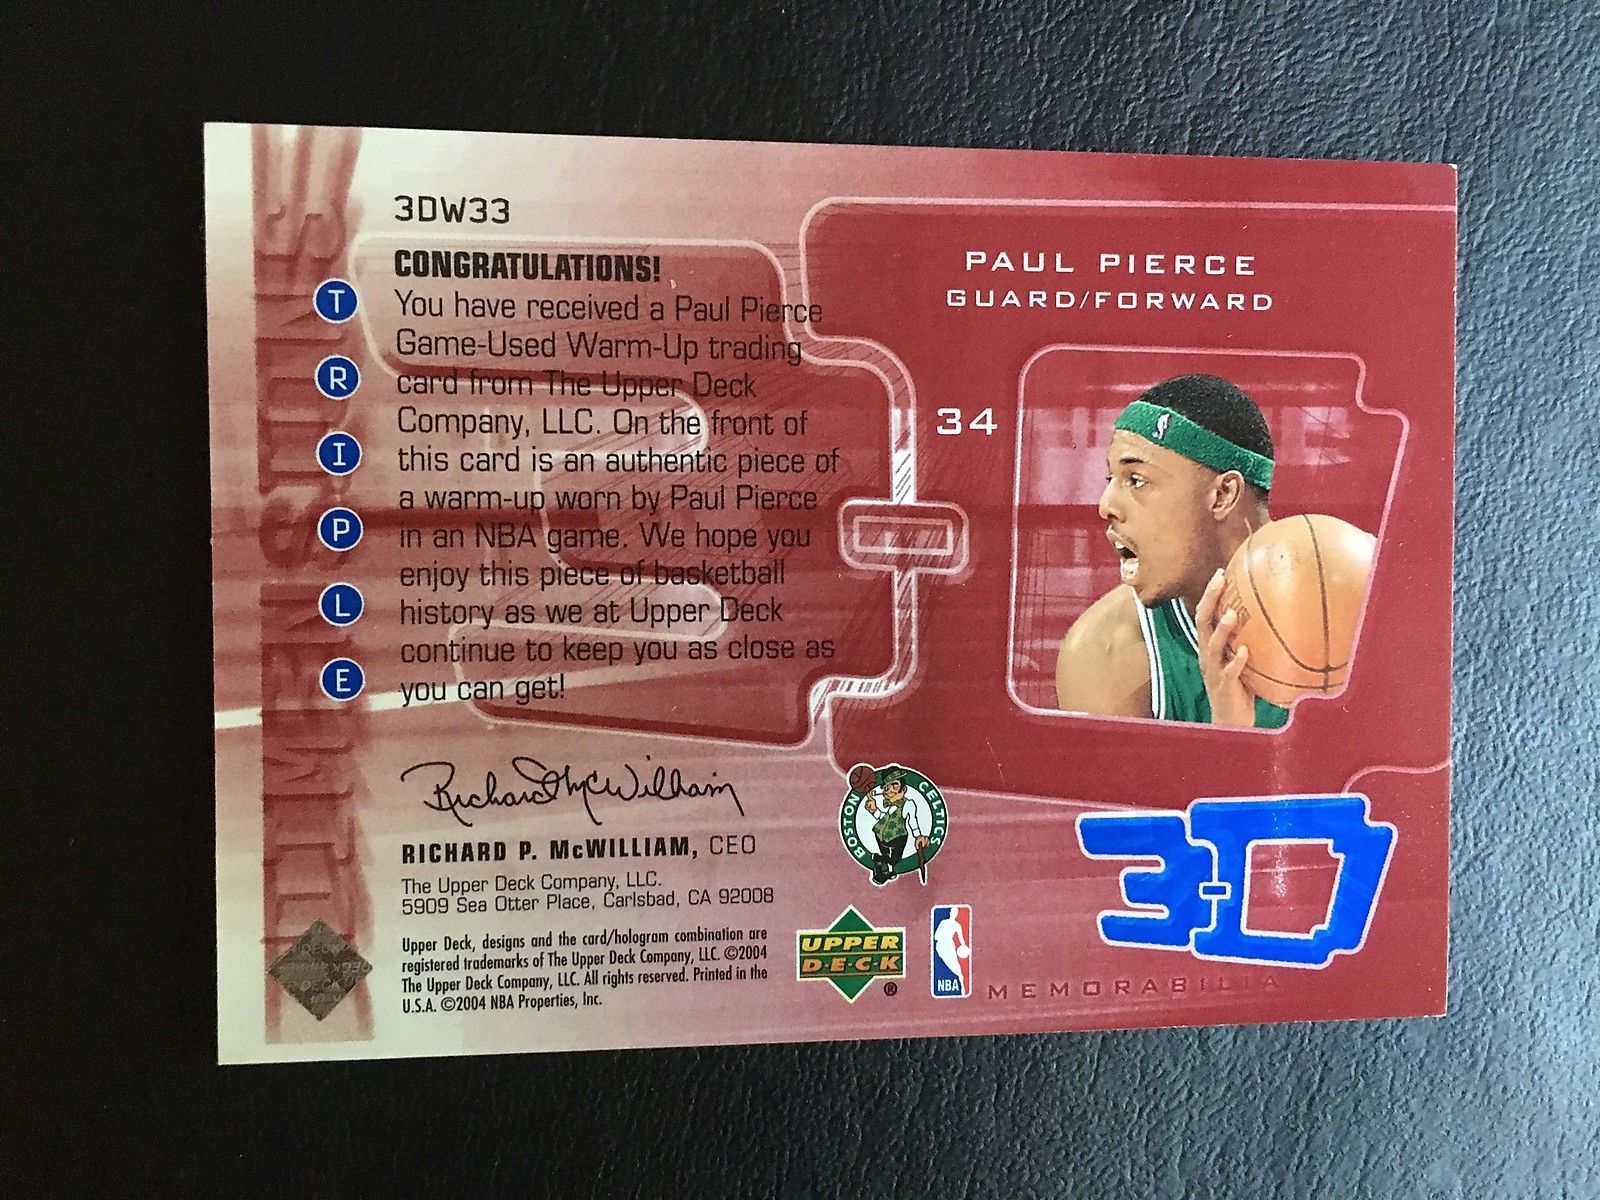 3DW33
CONGRATULATIONS!
You have received a Paul Pierce
Game-Used Warm-Up trading
card from The Upper Deck
Company, LLC. On the front of
this card is an authentic piece of
a warm-up worn by Paul Pierce
in an NBA game. We hope you
enjoy this piece of basketball
history as we at Upper Deck
continue to keep you as close as
you can get!
TRIPLE
Richard McWilliam
RICHARD P. McWILLIAM, CEO
The Upper Deck Company, LLC.
5909 Sea Otter Place, Carlsbad, CA 92008
Upper Deck, designs and the card/hologram combination are
registered trademarks of The Upper Deck Company, LLC. ©2004
The Upper Deck Company, LLC. All rights reserved. Printed in the
U.S.A. ©2004 NBA Properties, Inc.
PAUL PIERCE
GUARD/FORWARD
34
BOSTON CELTICS
UPPER
D·E·C·K
®
NBA
3-D
MEMORABILIA